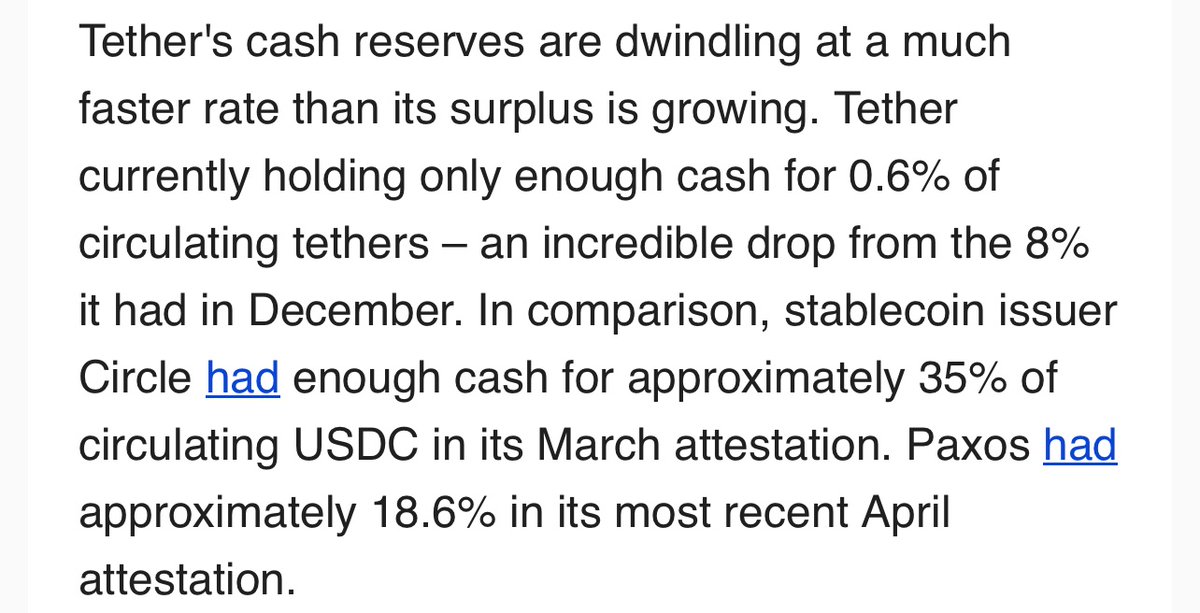 Tether's cash reserves are dwindling at a much
faster rate than its surplus is growing. Tether
currently holding only enough cash for 0.6% of
circulating tethers – an incredible drop from the 8%
it had in December. In comparison, stablecoin issuer
Circle had enough cash for approximately 35% of
circulating USDC in its March attestation. Paxos had
approximately 18.6% in its most recent April
attestation.